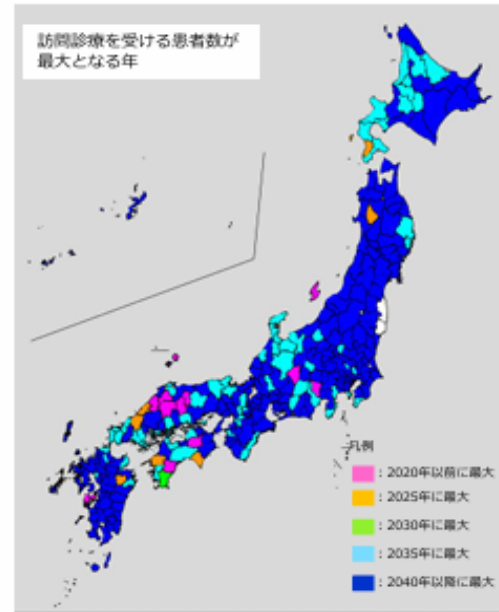 訪問診療を受ける患者数が
最大となる年
凡例
：2020年以前に最大
：2025年に最大
：2030年に最大
：2035年に最大
：2040年以降に最大